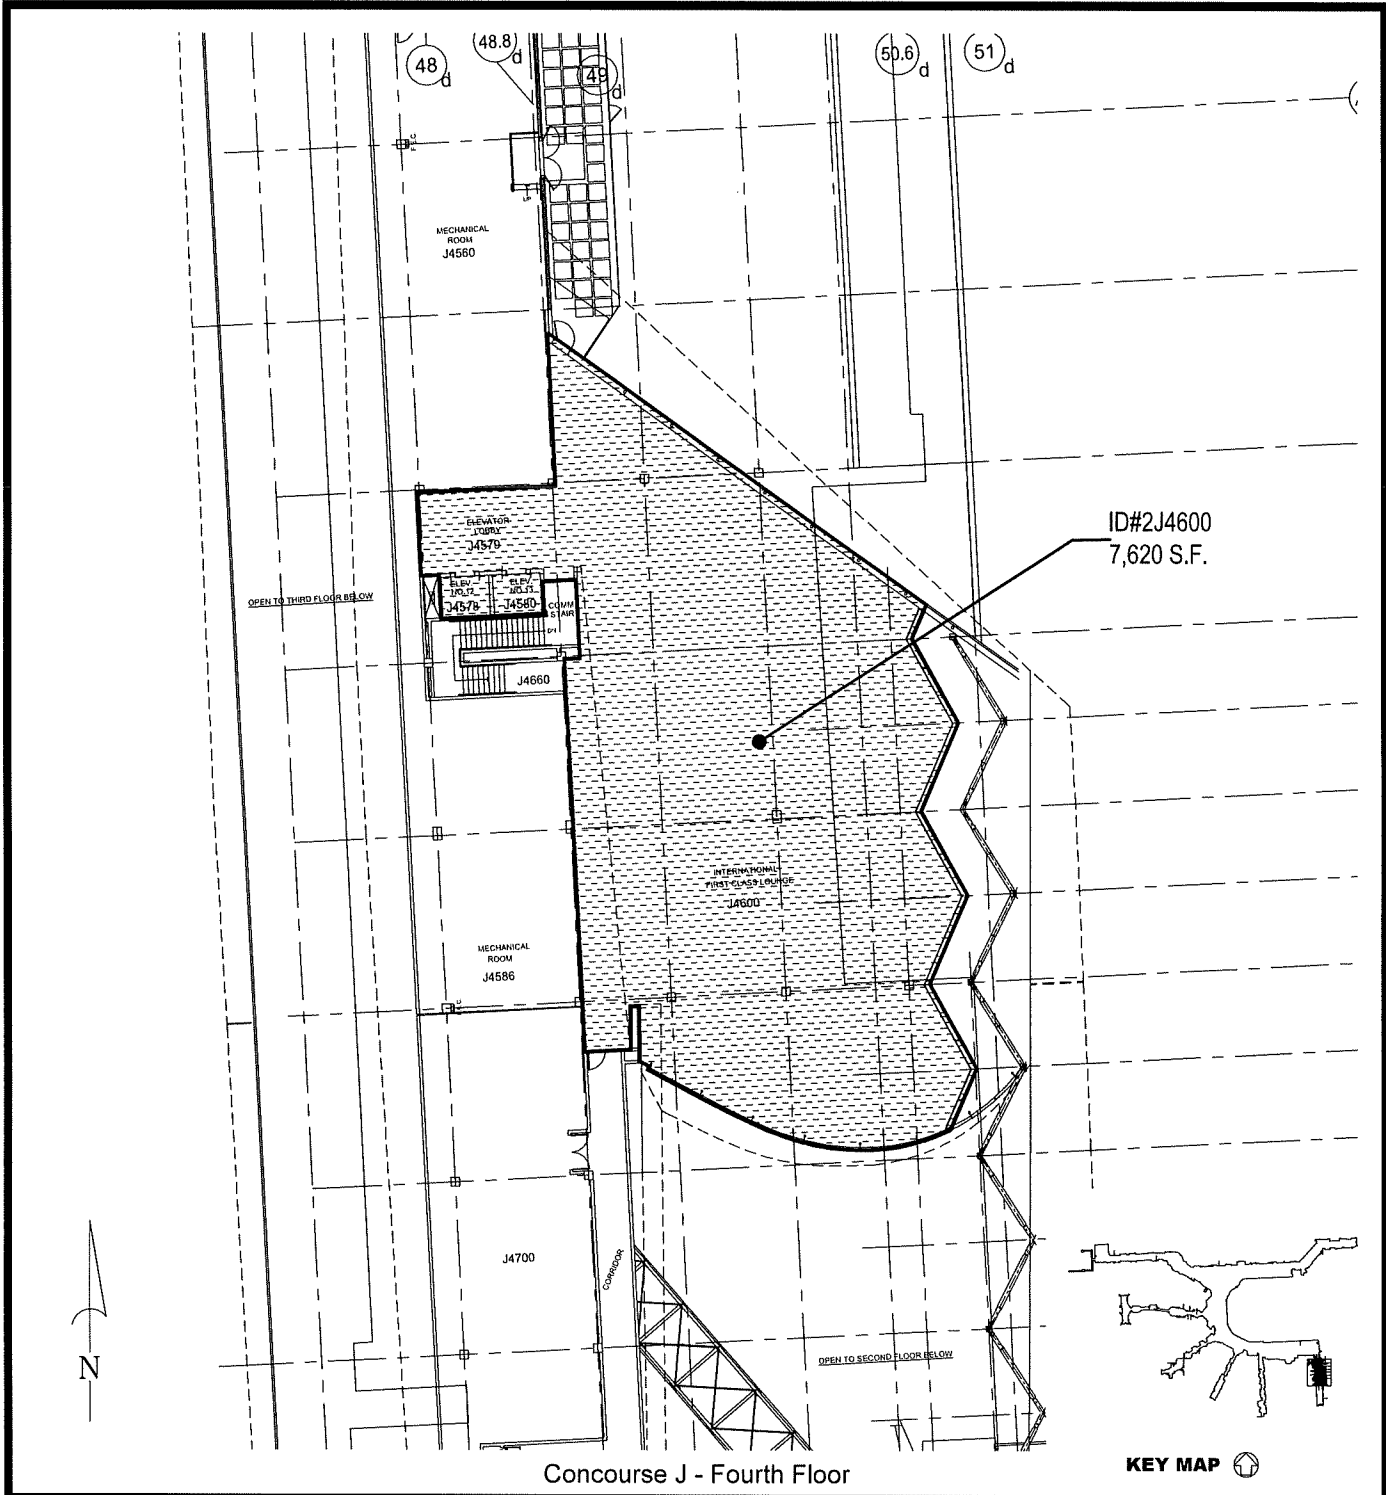 48
d
48.8
d
49
d
50.6
d
51
d
MECHANICAL
ROOM
J4560
ID#2J4600
7,620 S.F.
ELEVATOR
LOBBY
J4579
ELEV.
NO.12
J4578
ELEV.
NO.13
J4580
COMM
STAIR
DN
OPEN TO THIRD FLOOR BELOW
J4660
INTERNATIONAL
FIRST CLASS LOUNGE
J4600
MECHANICAL
ROOM
J4586
J4700
CORRIDOR
OPEN TO SECOND FLOOR BELOW
N
KEY MAP
Concourse J - Fourth Floor